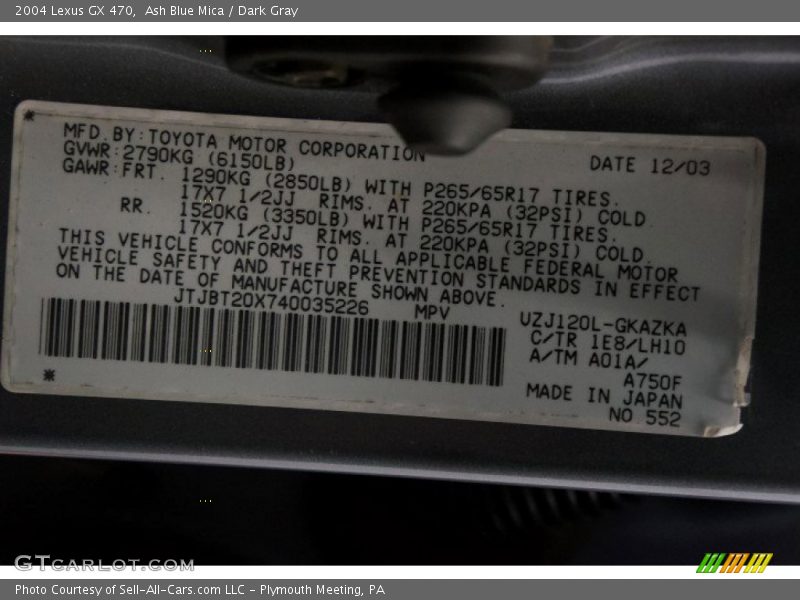 2004 Lexus GX 470, Ash Blue Mica / Dark Gray
MFD.BY:TOYOTA MOTOR CORPORATION DATE 12/03
GVWR:2790KG (6150LB)
GAWR:FRT. 1290KG (2850LB) WITH P265/65R17 TIRES.
17X7 1/2JJ RIMS. AT 220KPA (32PSI) COLD
RR. 1520KG (3350LB) WITH P265/65R17 TIRES.
17X7 1/2JJ RIMS. AT 220KPA (32PSI) COLD.
THIS VEHICLE CONFORMS TO ALL APPLICABLE FEDERAL MOTOR
VEHICLE SAFETY AND THEFT PREVENTION STANDARDS IN EFFECT
ON THE DATE OF MANUFACTURE SHOWN ABOVE.
JTJBT20X740035226 MPV
UZJ120L-GKAZKA
C/TR 1E8/LH10
A/TM A01A/
A750F
MADE IN JAPAN
NO 552
GTCarLot.com
Photo Courtesy of Sell-All-Cars.com LLC - Plymouth Meeting, PA